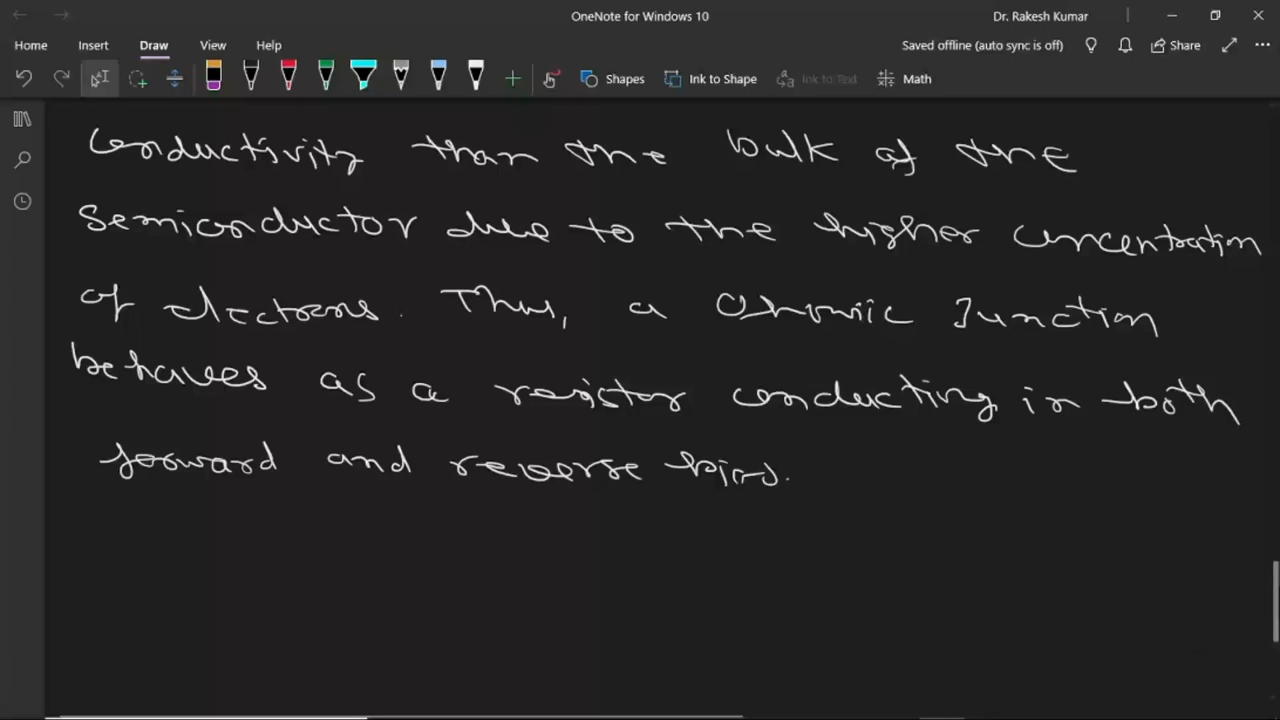 OneNote for Windows 10
Dr. Rakesh Kumar
Home Insert Draw View Help
Saved offline (auto sync is off)
Share
Shapes
Ink to Shape
Ink to Text
Math
Conductivity than the bulk of the
Semiconductor due to the higher concentration
of electrons. Thus, a Ohomic Junction
behaves as a resistor conducting in both
forward and reverse bias.